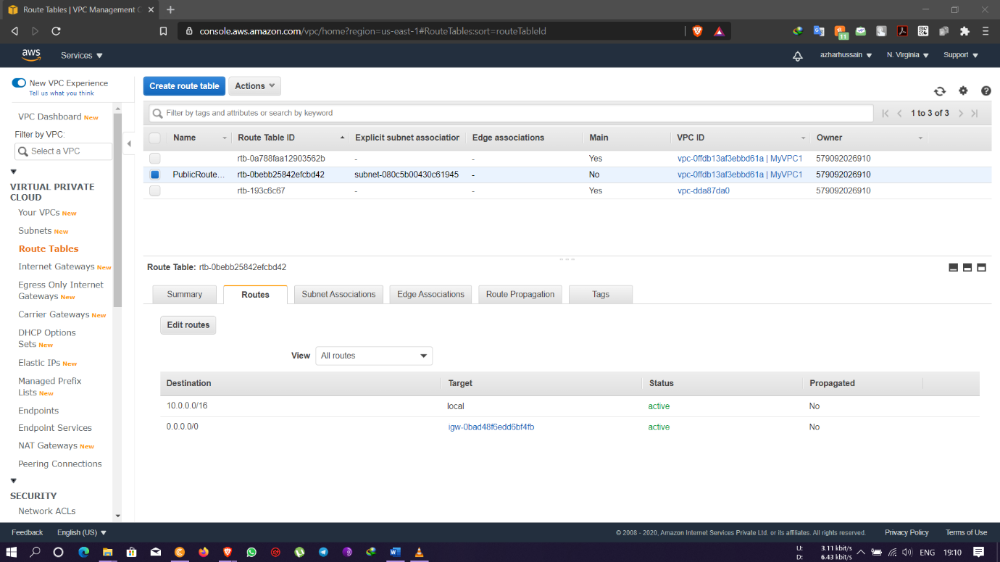 Route Tables | VPC Management C
console.aws.amazon.com/vpc/home?region=us-east-1#RouteTables:sort=routeTableId
11
aws
Services
azharhussain
N. Virginia
Support
New VPC Experience
Tell us what you think
VPC Dashboard New
Filter by VPC:
Select a VPC
VIRTUAL PRIVATE
CLOUD
Your VPCs New
Subnets New
Route Tables
Internet Gateways New
Egress Only Internet
Gateways New
Carrier Gateways New
DHCP Options
Sets New
Elastic IPs New
Managed Prefix
Lists New
Endpoints
Endpoint Services
NAT Gateways New
Peering Connections
SECURITY
Network ACLs
Create route table
Actions
Filter by tags and attributes or search by keyword
1 to 3 of 3
Name Route Table ID Explicit subnet association Edge associations Main VPC ID Owner
rtb-0a788faa12903562b - - Yes vpc-0ffdb13af3ebbd61a | MyVPC1 579092026910
PublicRoute... rtb-0bebb25842efcbd42 subnet-080c5b00430c61945 - No vpc-0ffdb13af3ebbd61a | MyVPC1 579092026910
rtb-193c6c67 - - Yes vpc-dda87da0 579092026910
Route Table: rtb-0bebb25842efcbd42
Summary Routes Subnet Associations Edge Associations Route Propagation Tags
Edit routes
View All routes
Destination Target Status Propagated
10.0.0.0/16 local active No
0.0.0.0/0 igw-0bad48f6edd6bf4fb active No
Feedback English (US) © 2008 - 2020, Amazon Internet Services Private Ltd. or its affiliates. All rights reserved. Privacy Policy Terms of Use
U: 3.11 kbit/s
D: 6.43 kbit/s
ENG 19:10